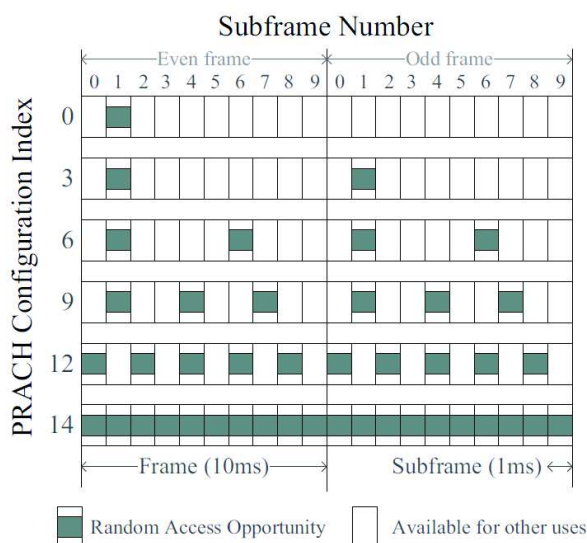 Subframe Number
Even frame Odd frame
0 1 2 3 4 5 6 7 8 9 0 1 2 3 4 5 6 7 8 9
PRACH Configuration Index
0
3
6
9
12
14
Frame (10ms) Subframe (1ms)
Random Access Opportunity Available for other uses